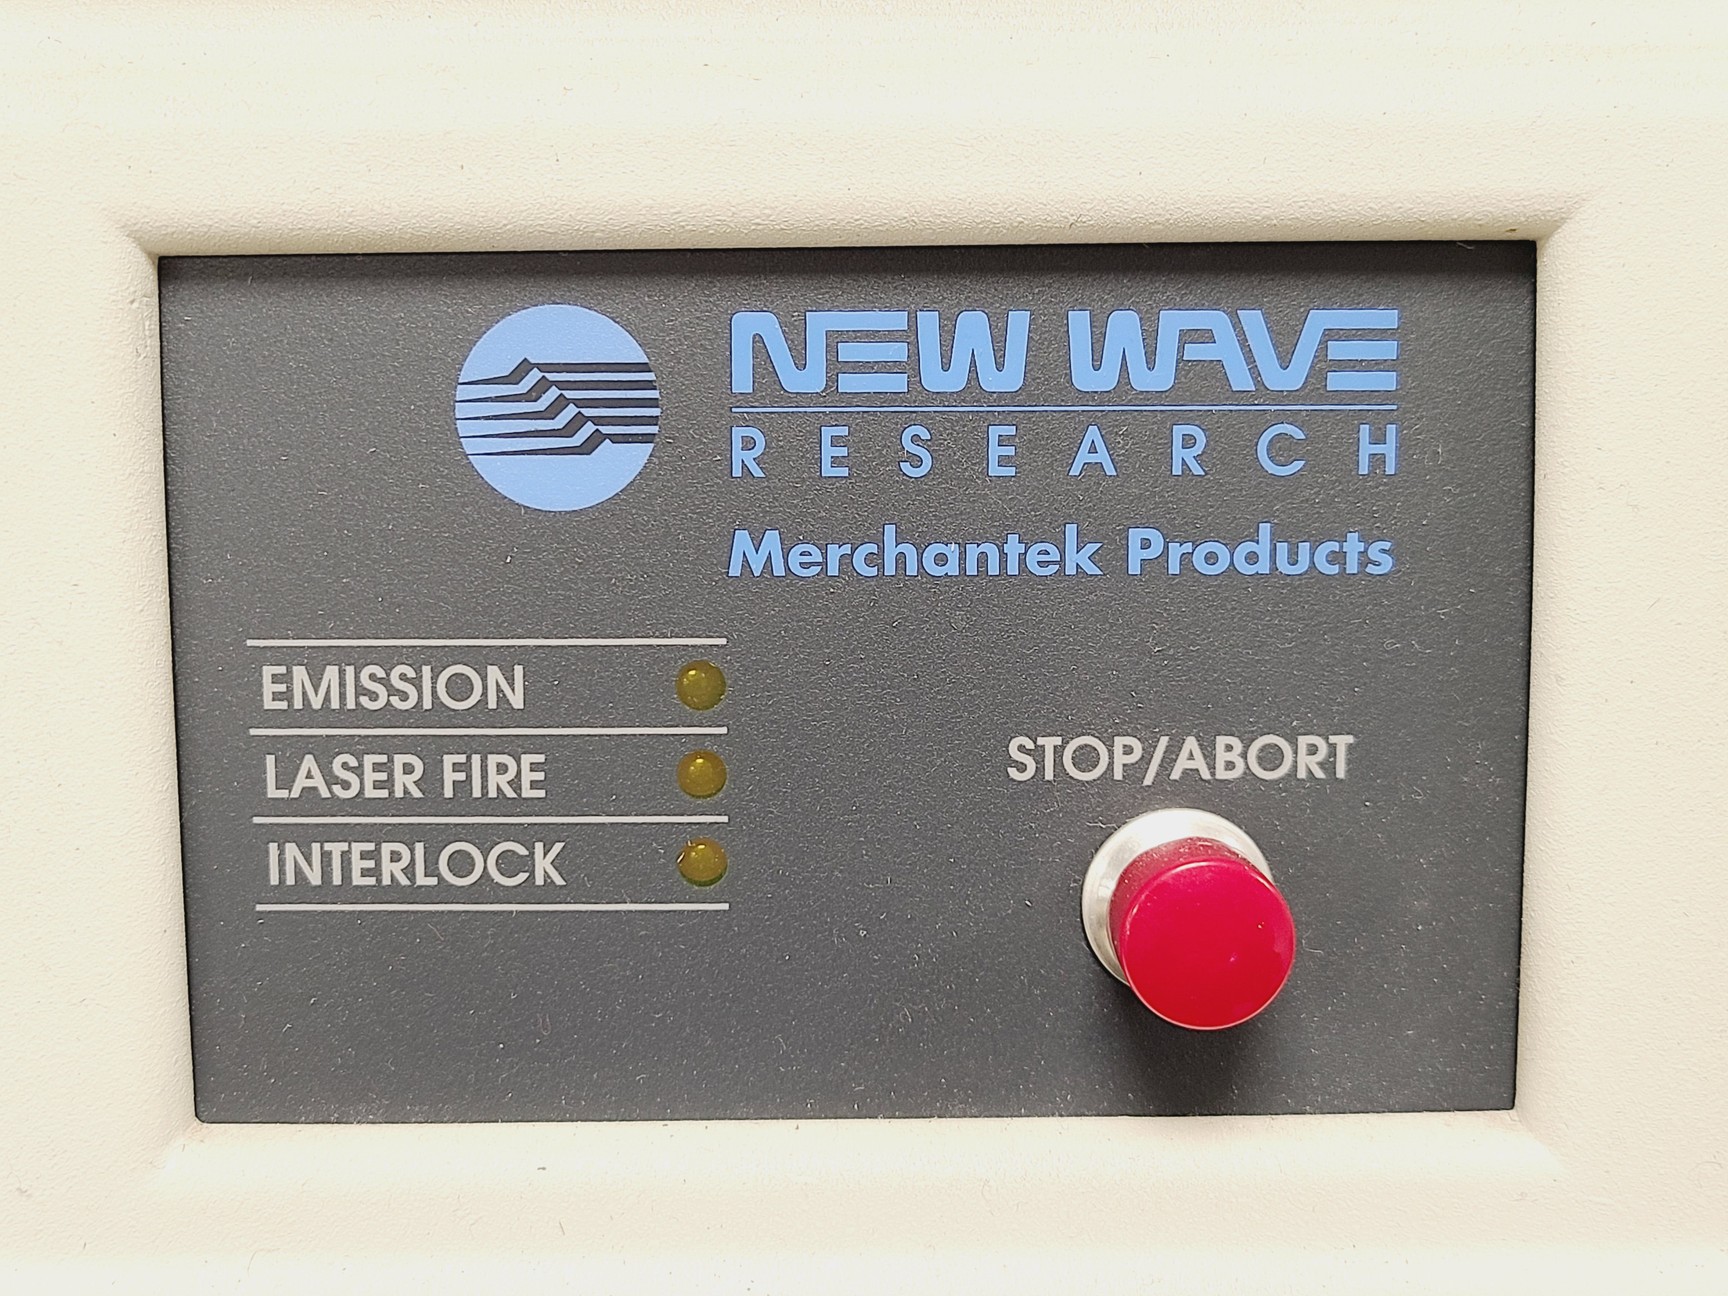 NEW WAVE
RESEARCH
Merchantek Products
EMISSION
LASER FIRE
INTERLOCK
STOP/ABORT